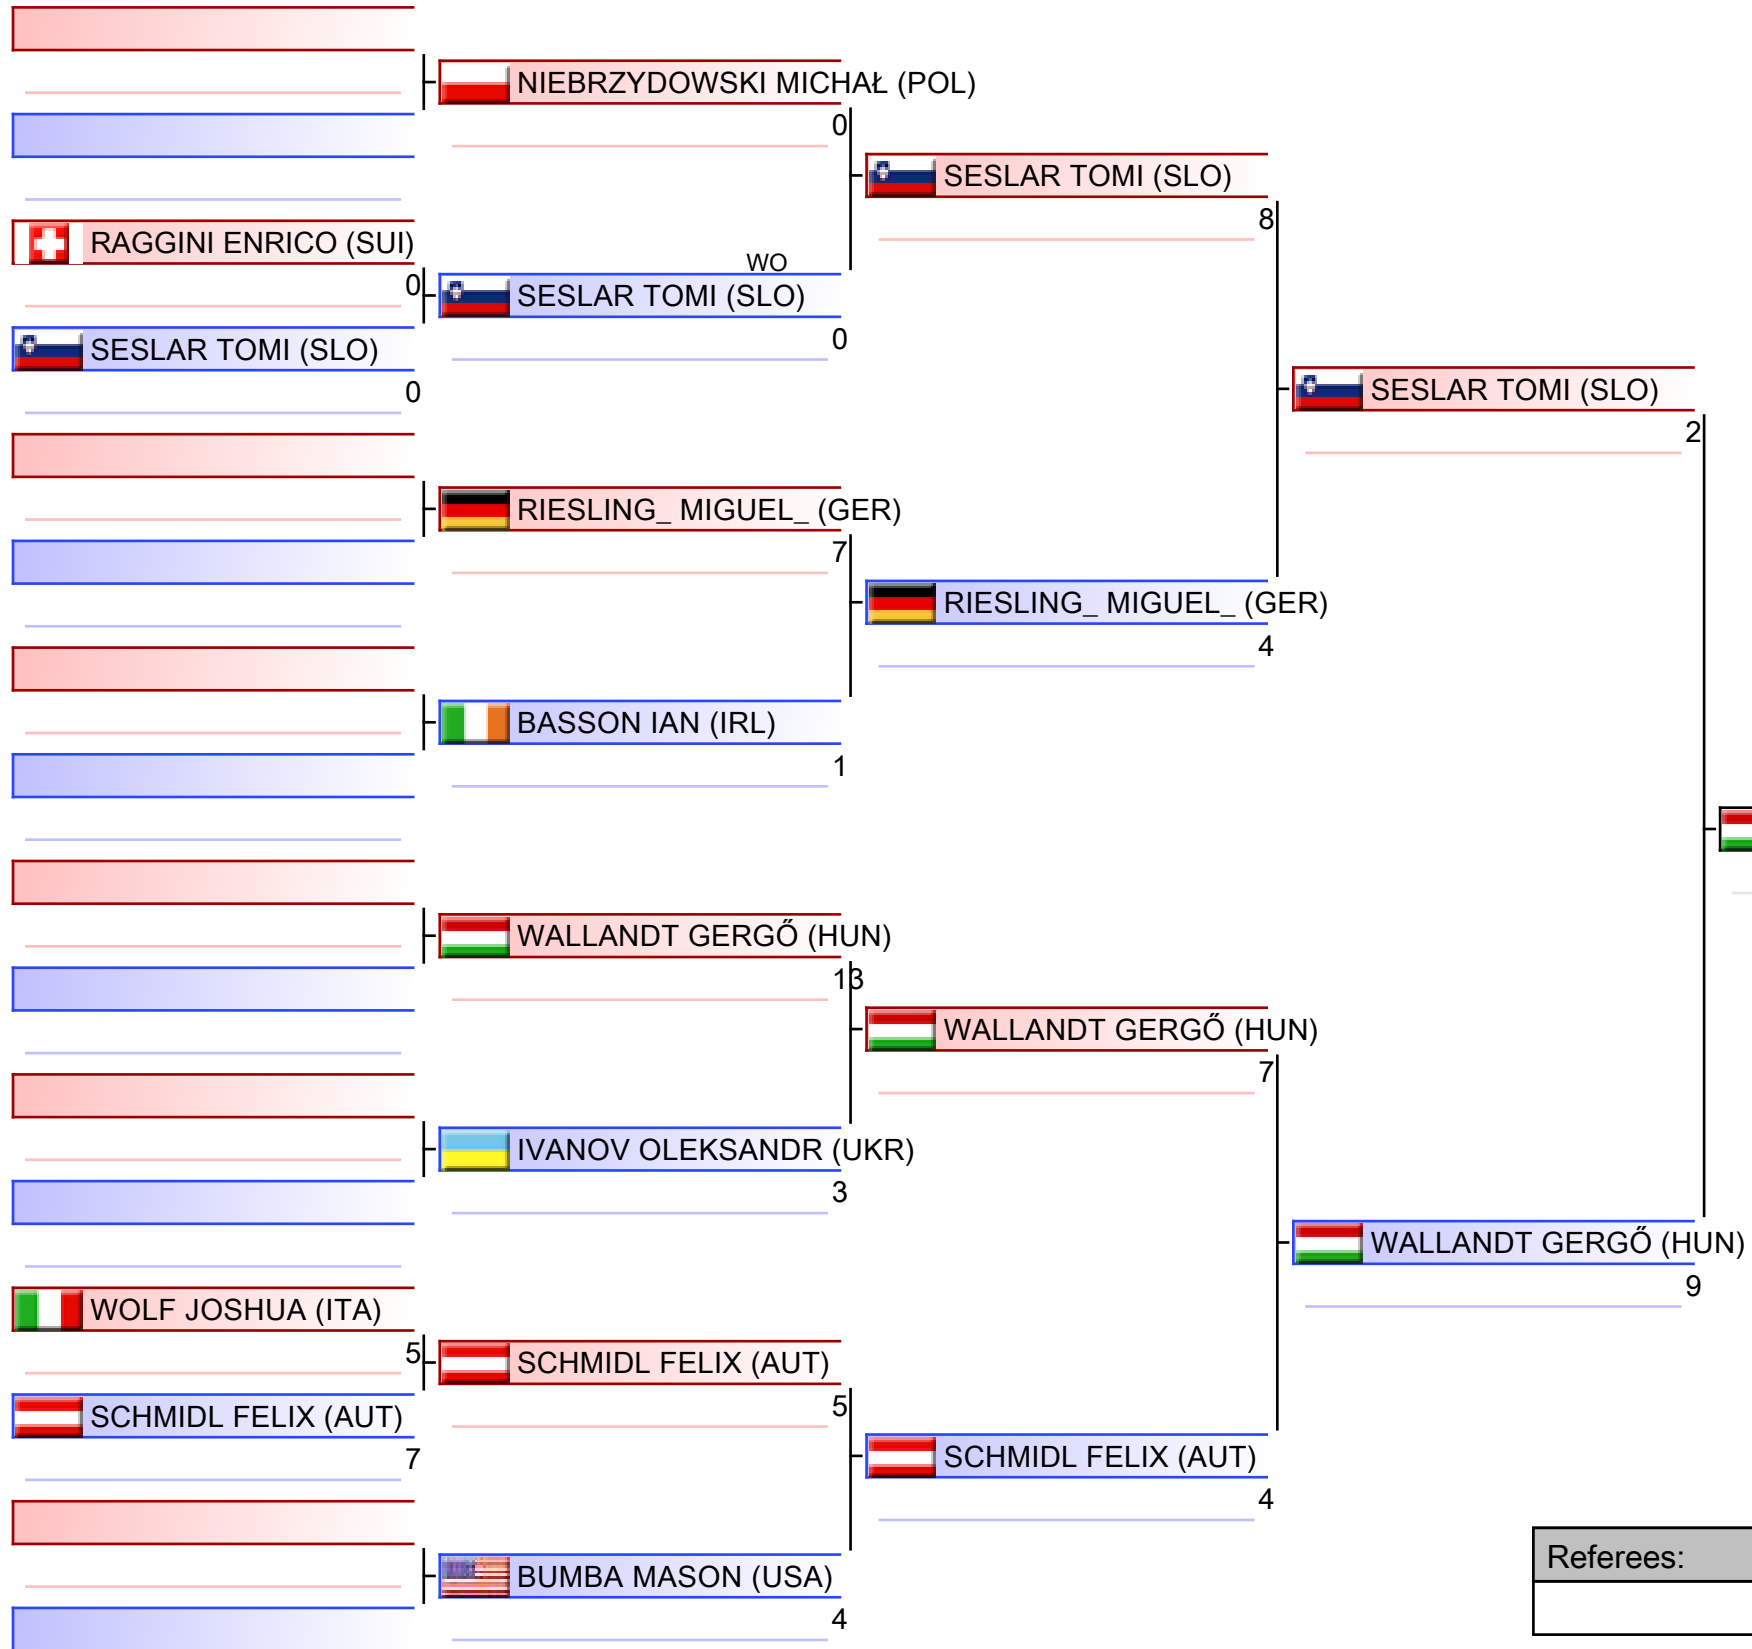 NIEBRZYDOWSKI MICHAŁ (POL)
0
SESLAR TOMI (SLO)
8
RAGGINI ENRICO (SUI)
0
WO
SESLAR TOMI (SLO)
0
SESLAR TOMI (SLO)
0
SESLAR TOMI (SLO)
2
RIESLING_ MIGUEL_ (GER)
7
RIESLING_ MIGUEL_ (GER)
4
BASSON IAN (IRL)
1
WALLANDT GERGŐ (HUN)
13
WALLANDT GERGŐ (HUN)
7
IVANOV OLEKSANDR (UKR)
3
WALLANDT GERGŐ (HUN)
9
WOLF JOSHUA (ITA)
5
SCHMIDL FELIX (AUT)
5
SCHMIDL FELIX (AUT)
7
SCHMIDL FELIX (AUT)
4
BUMBA MASON (USA)
4
Referees: